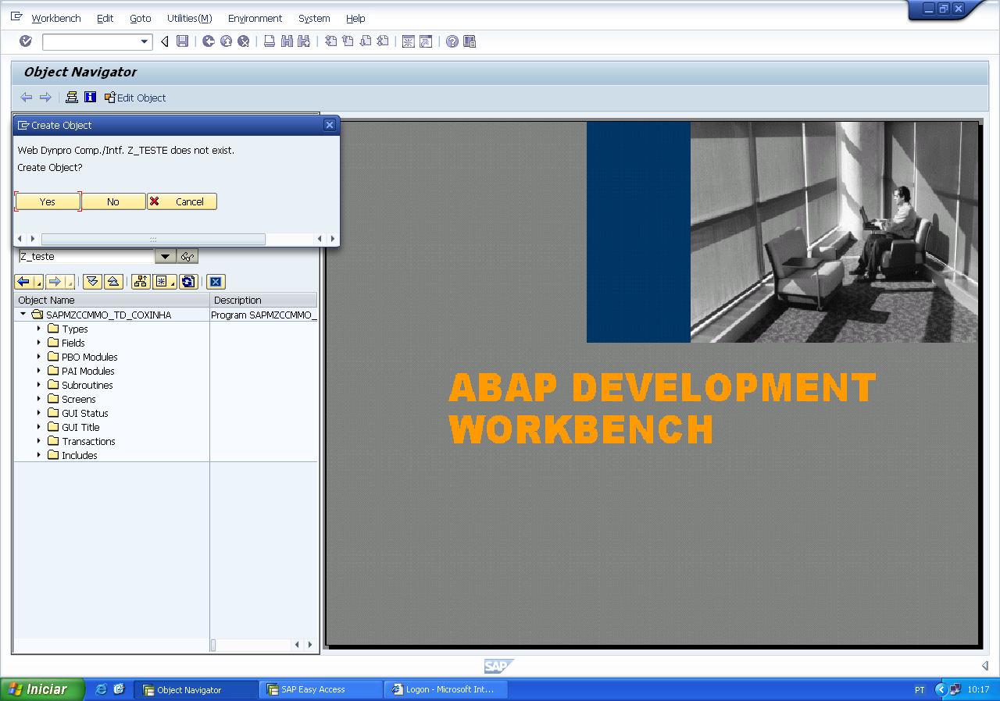 Workbench Edit Goto Utilities(M) Environment System Help
Object Navigator
Edit Object
Create Object
Web Dynpro Comp./Intf. Z_TESTE does not exist.
Create Object?
Yes No Cancel
Z_teste
Object Name Description
SAPMZCCMMO_TD_COXINHA Program SAPMZCCMMO_
Types
Fields
PBO Modules
PAI Modules
Subroutines
Screens
GUI Status
GUI Title
Transactions
Includes
ABAP DEVELOPMENT
WORKBENCH
SAP
Iniciar Object Navigator SAP Easy Access Logon - Microsoft Int... PT 10:17